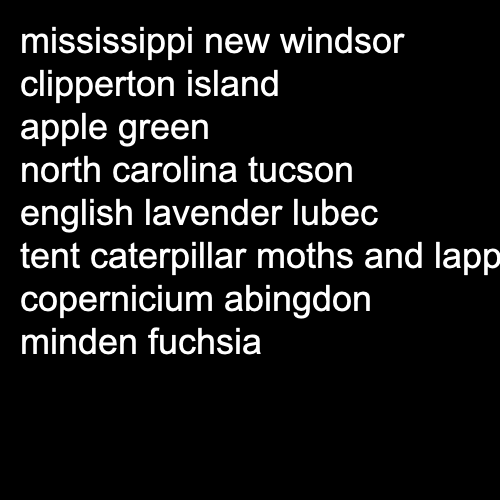 mississippi new windsor
clipperton island
apple green
north carolina tucson
english lavender lubec
tent caterpillar moths and lapp
copernicium abingdon
minden fuchsia